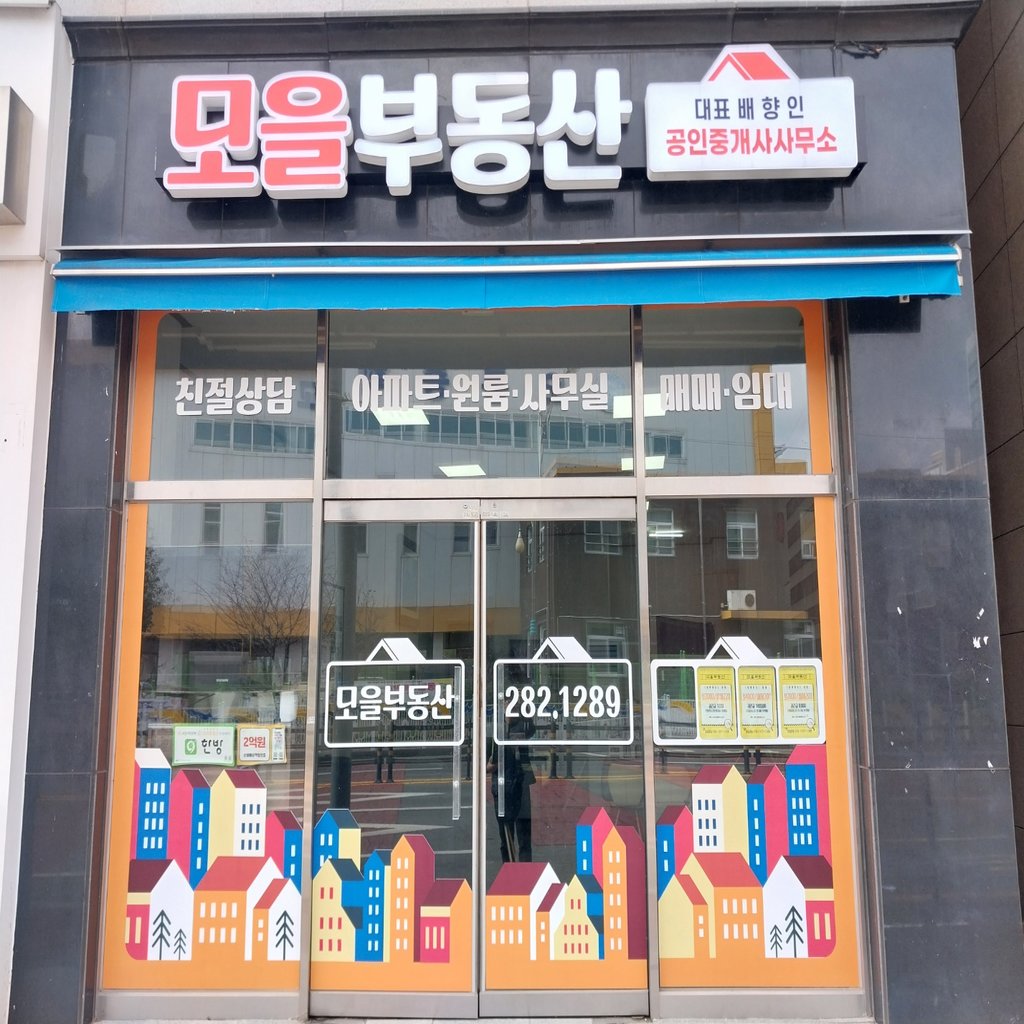 모을부동산
대표 배향인
공인중개사사무소
친절상담
아파트·원룸·사무실
매매·임대
모을부동산
282.1289
한방
2억원